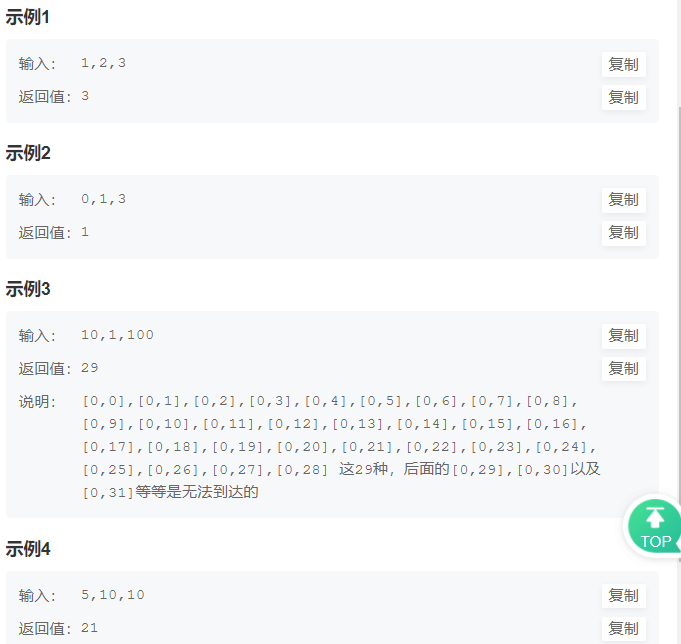 示例1
输入： 1,2,3 复制
返回值：3 复制
示例2
输入： 0,1,3 复制
返回值：1 复制
示例3
输入： 10,1,100 复制
返回值：29 复制
说明： [0,0],[0,1],[0,2],[0,3],[0,4],[0,5],[0,6],[0,7],[0,8],
[0,9],[0,10],[0,11],[0,12],[0,13],[0,14],[0,15],[0,16],
[0,17],[0,18],[0,19],[0,20],[0,21],[0,22],[0,23],[0,24],
[0,25],[0,26],[0,27],[0,28] 这29种，后面的[0,29],[0,30]以及
[0,31]等等是无法到达的
TOP
示例4
输入： 5,10,10 复制
返回值：21 复制